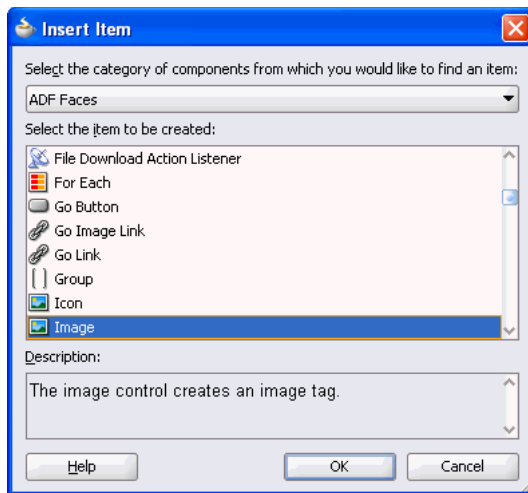 Insert Item
Select the category of components from which you would like to find an item:
ADF Faces
Select the item to be created:
File Download Action Listener
For Each
Go Button
Go Image Link
Go Link
Group
Icon
Image
Description:
The image control creates an image tag.
Help OK Cancel